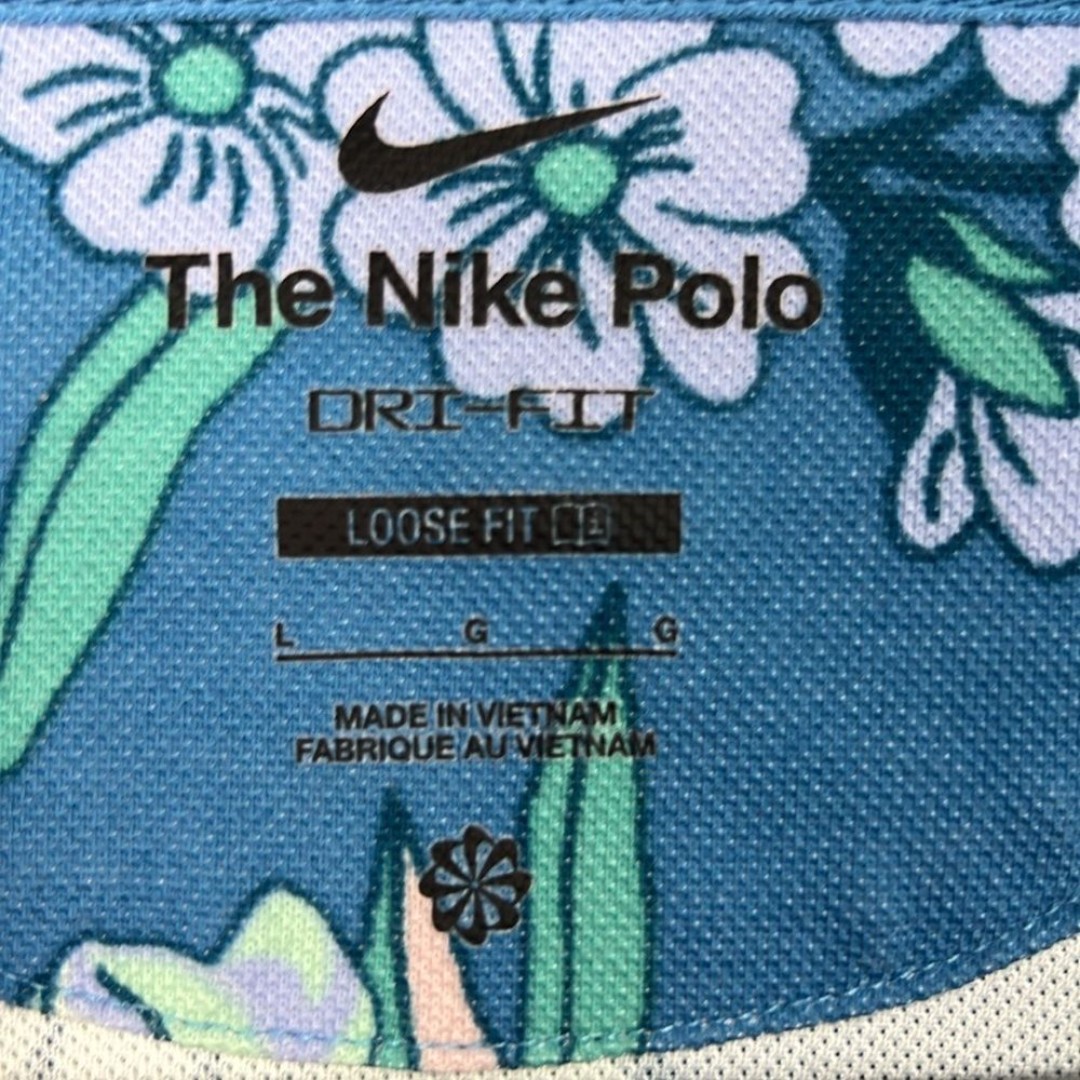 The Nike Polo
DRI-FIT
LOOSE FIT
L G G
MADE IN VIETNAM
FABRIQUE AU VIETNAM